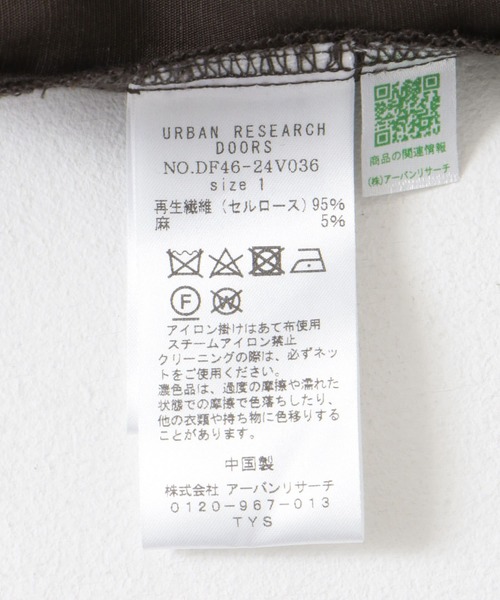 URBAN RESEARCH
DOORS
NO.DF46-24V036
size 1
再生繊維(セルロース)95%
麻 5%
F W
アイロン掛けはあて布使用
スチームアイロン禁止
クリーニングの際は、必ずネッ
トをご使用ください。
濃色品は、過度の摩擦や濡れた
状態での摩擦で色落ちしたり、
他の衣類や持ち物に色移りする
ことがあります。
中国製
株式会社 アーバンリサーチ
0120-967-013
TYS
商品の関連情報
(株)アーバンリサーチ